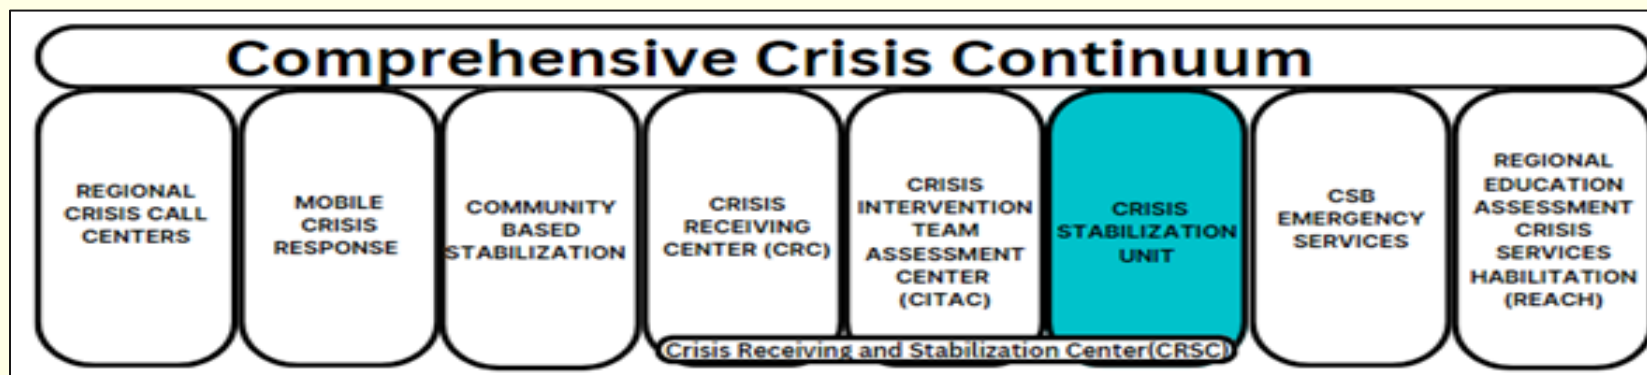 Comprehensive Crisis Continuum
REGIONAL
CRISIS CALL
CENTERS
MOBILE
CRISIS
RESPONSE
COMMUNITY
BASED
STABILIZATION
CRISIS
RECEIVING
CENTER (CRC)
CRISIS
INTERVENTION
TEAM
ASSESSMENT
CENTER
(CITAC)
CRISIS
STABILIZATION
UNIT
CSB
EMERGENCY
SERVICES
REGIONAL
EDUCATION
ASSESSMENT
CRISIS
SERVICES
HABILITATION
(REACH)
Crisis Receiving and Stabilization Center(CRSC)